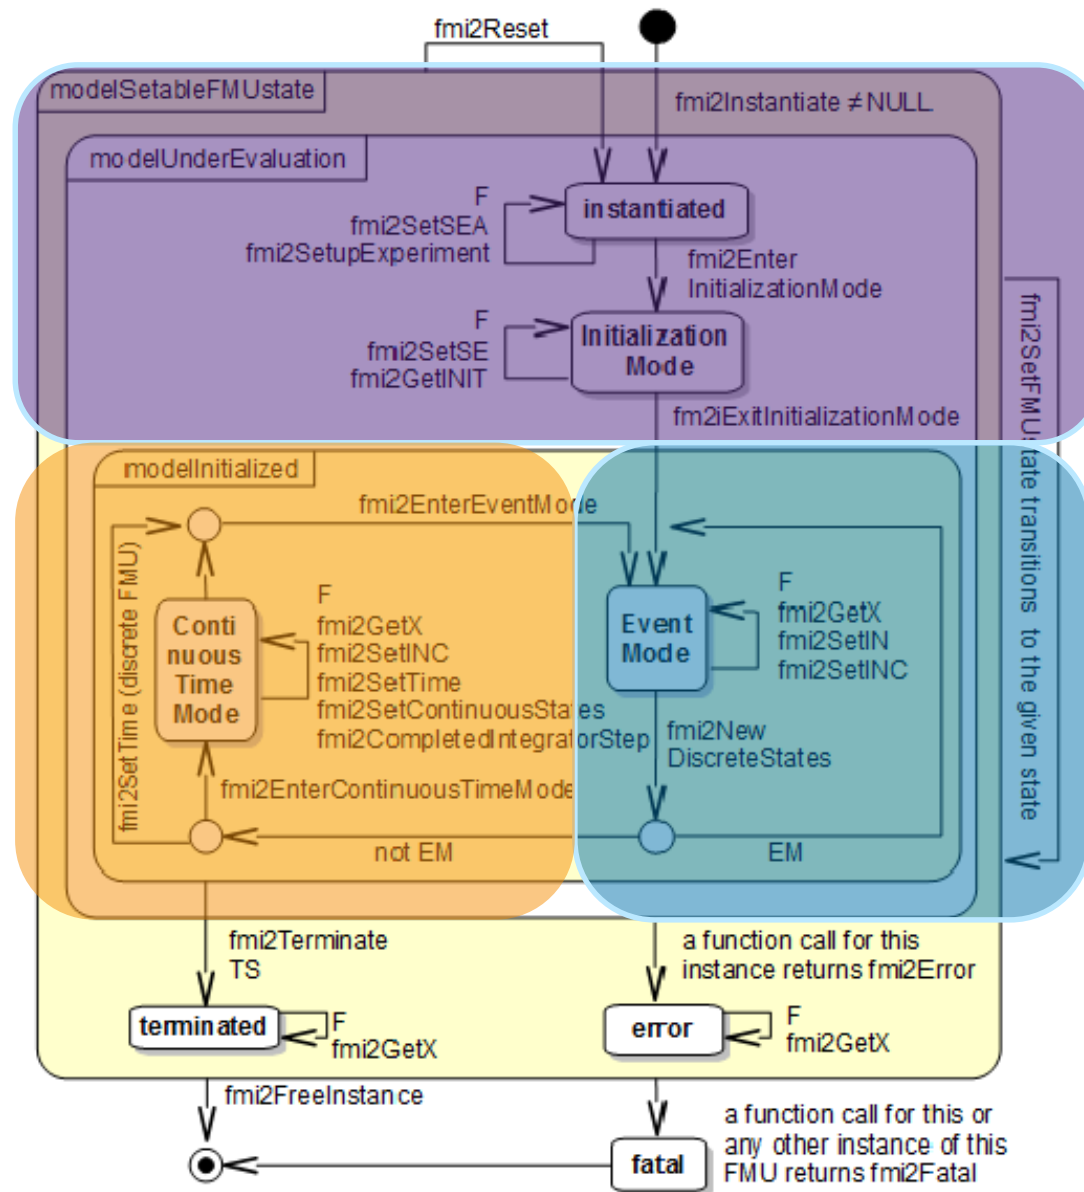 fmi2Reset
modelSetableFMUstate
fmi2Instantiate ≠ NULL
modelUnderEvaluation
F
fmi2SetSEA
fmi2SetupExperiment
instantiated
fmi2Enter
InitializationMode
F
fmi2SetSE
fmi2GetINIT
Initialization
Mode
fm2iExitInitializationMode
fmi2SetFMUstate transitions to the given state
modelInitialized
fmi2EnterEventMode
fmi2SetTime (discrete FMU)
Conti
nuous
Time
Mode
F
fmi2GetX
fmi2SetINC
fmi2SetTime
fmi2SetContinuousStates
fmi2CompletedIntegratorStep
Event
Mode
F
fmi2GetX
fmi2SetIN
fmi2SetINC
fmi2New
DiscreteStates
fmi2EnterContinuousTimeMode
not EM
EM
fmi2Terminate
TS
a function call for this
instance returns fmi2Error
terminated
F
fmi2GetX
error
F
fmi2GetX
fmi2FreeInstance
a function call for this or
any other instance of this
FMU returns fmi2Fatal
fatal